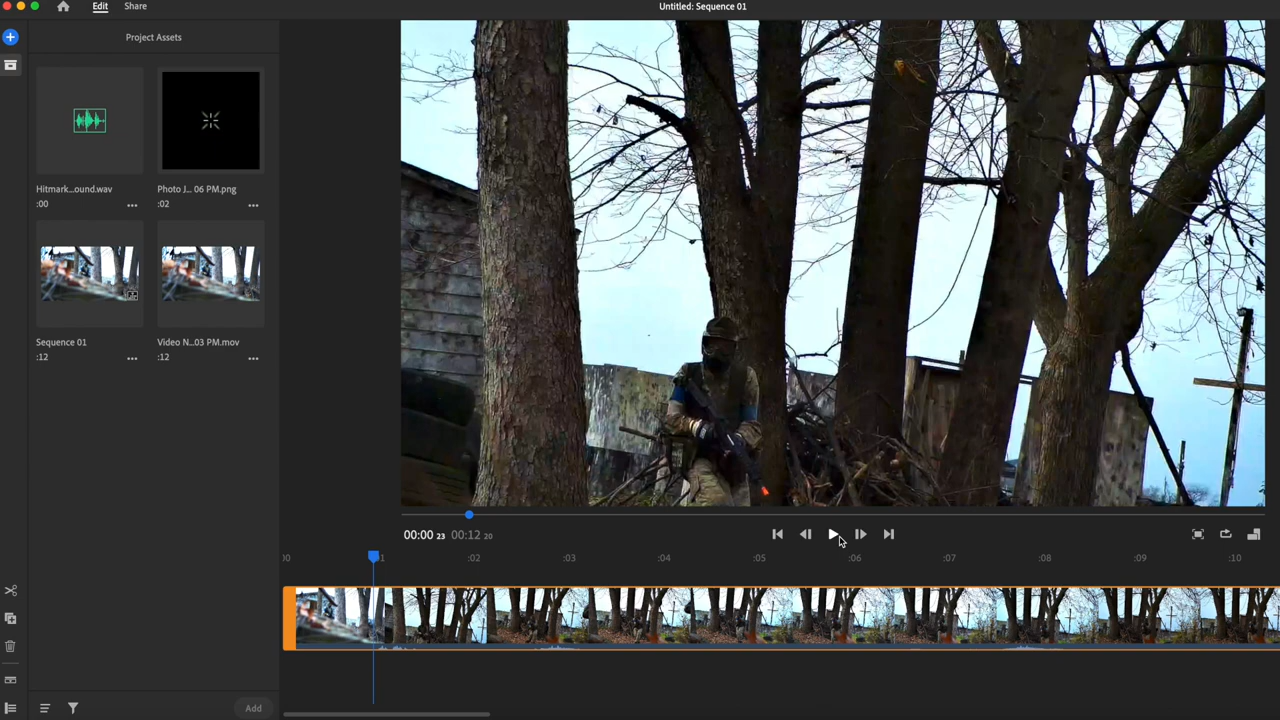 Edit
Share
Untitled: Sequence 01
Project Assets
Hitmark...ound.wav
:00
Photo J... 06 PM.png
:02
Sequence 01
:12
Video N...03 PM.mov
:12
00:00 23
00:12 20
:02
:03
:04
:05
:06
:07
:08
:09
:10
Add